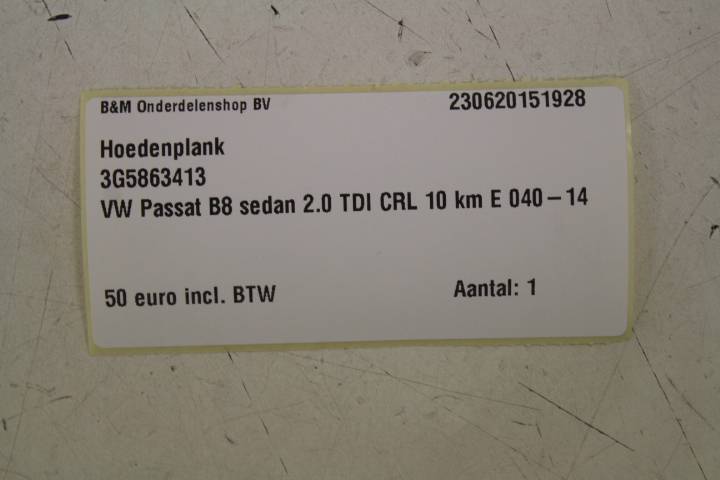 B&M Onderdelenshop BV 230620151928
Hoedenplank
3G5863413
VW Passat B8 sedan 2.0 TDI CRL 10 km E 040-14
50 euro incl. BTW Aantal: 1